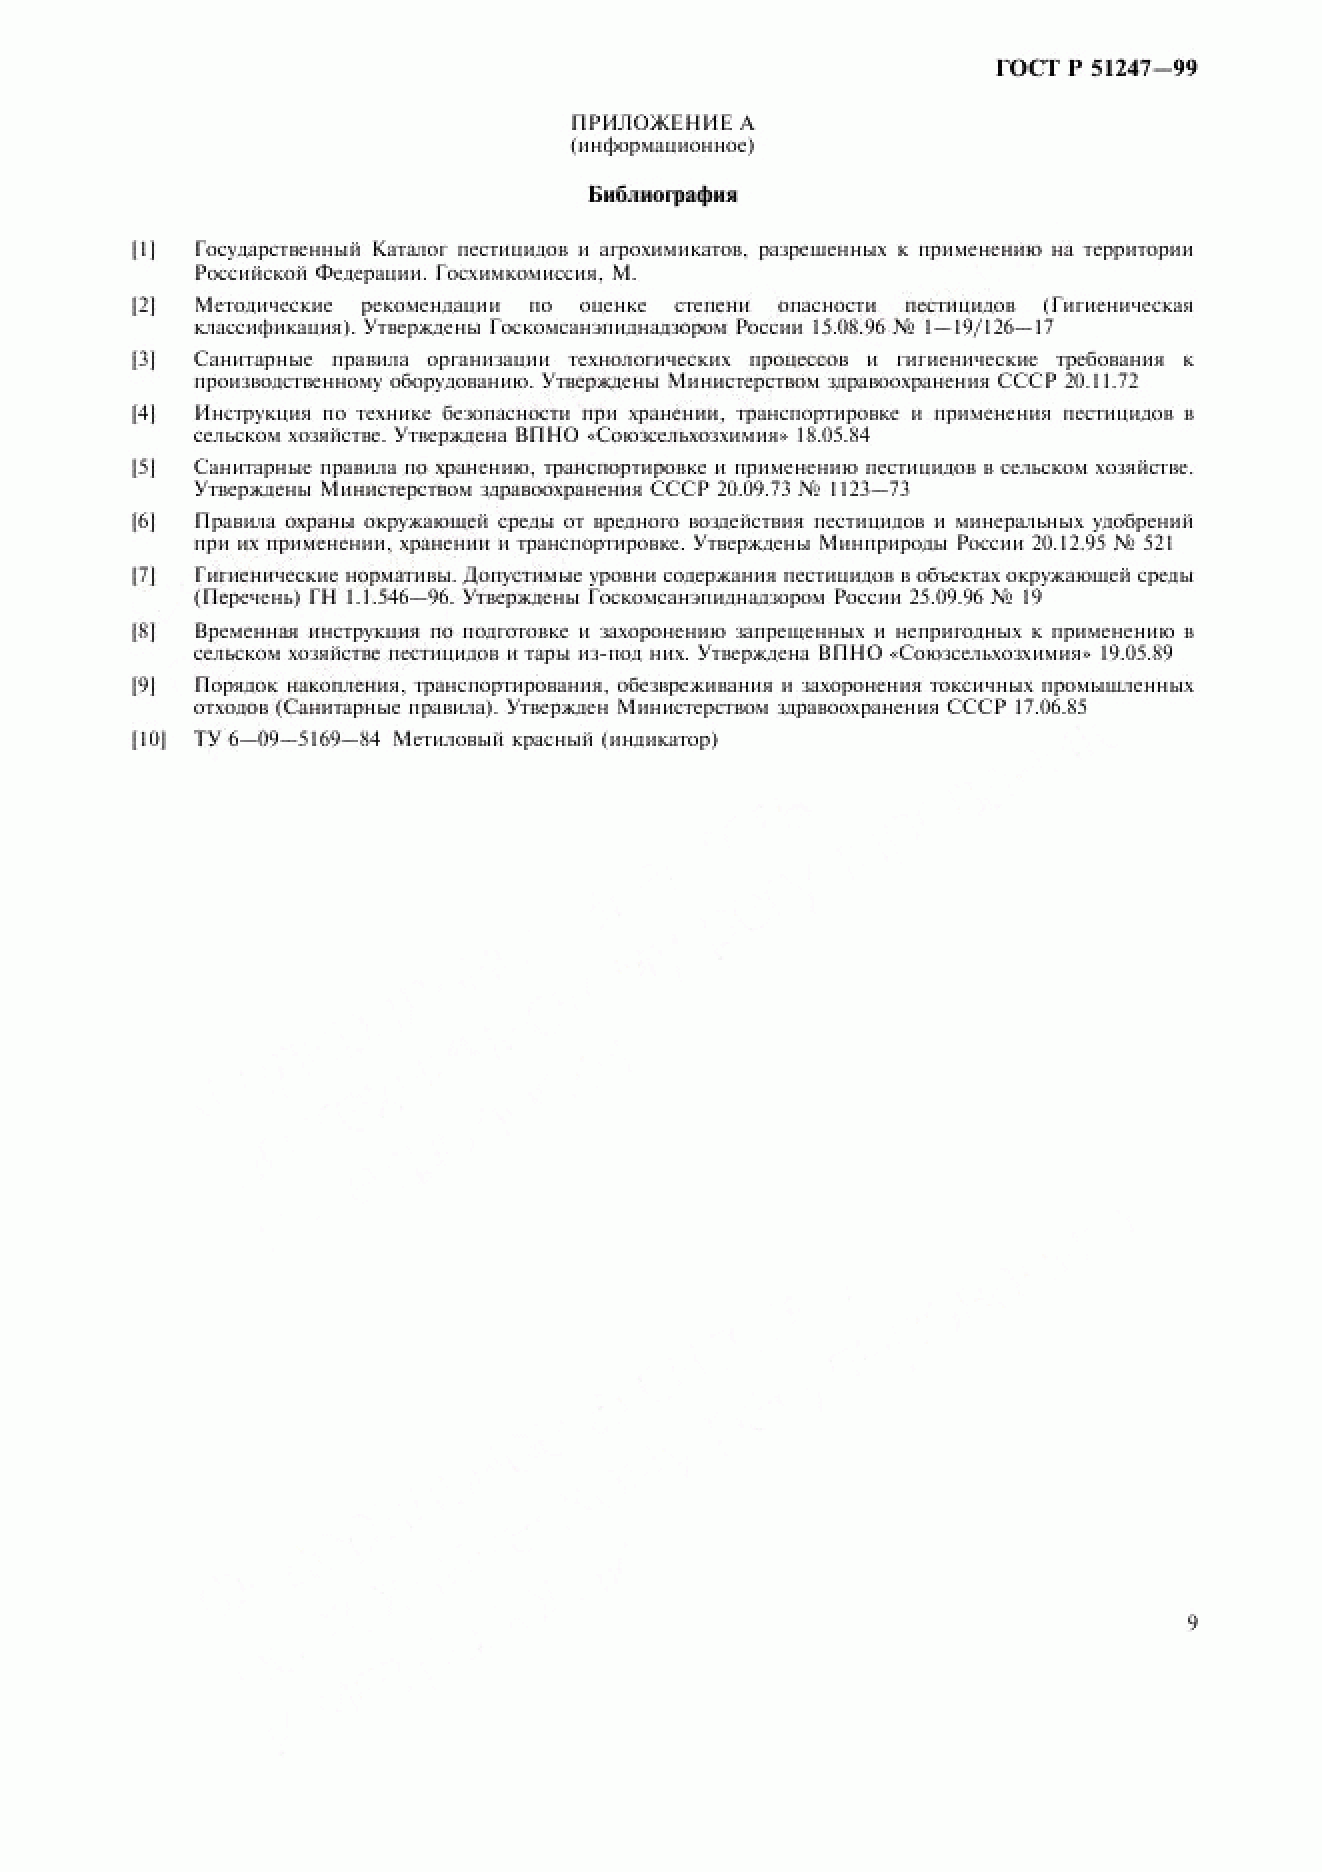 ГОСТ Р 51247—99
ПРИЛОЖЕНИЕ А
(информационное)
Библиография
[1] Государственный Каталог пестицидов и агрохимикатов, разрешенных к применению на территории
Российской Федерации. Госхимкомиссия, М.
[2] Методические рекомендации по оценке степени опасности пестицидов (Гигиеническая
классификация). Утверждены Госкомсанэпиднадзором России 15.08.96 № 1—19/126—17
[3] Санитарные правила организации технологических процессов и гигиенические требования к
производственному оборудованию. Утверждены Министерством здравоохранения СССР 20.11.72
[4] Инструкция по технике безопасности при хранении, транспортировке и применения пестицидов в
сельском хозяйстве. Утверждена ВПНО «Союзсельхозхимия» 18.05.84
[5] Санитарные правила по хранению, транспортировке и применению пестицидов в сельском хозяйстве.
Утверждены Министерством здравоохранения СССР 20.09.73 № 1123—73
[6] Правила охраны окружающей среды от вредного воздействия пестицидов и минеральных удобрений
при их применении, хранении и транспортировке. Утверждены Минприроды России 20.12.95 № 521
[7] Гигиенические нормативы. Допустимые уровни содержания пестицидов в объектах окружающей среды
(Перечень) ГН 1.1.546—96. Утверждены Госкомсанэпиднадзором России 25.09.96 № 19
[8] Временная инструкция по подготовке и захоронению запрещенных и непригодных к применению в
сельском хозяйстве пестицидов и тары из-под них. Утверждена ВПНО «Союзсельхозхимия» 19.05.89
[9] Порядок накопления, транспортирования, обезвреживания и захоронения токсичных промышленных
отходов (Санитарные правила). Утвержден Министерством здравоохранения СССР 17.06.85
[10] ТУ 6—09—5169—84 Метиловый красный (индикатор)
9